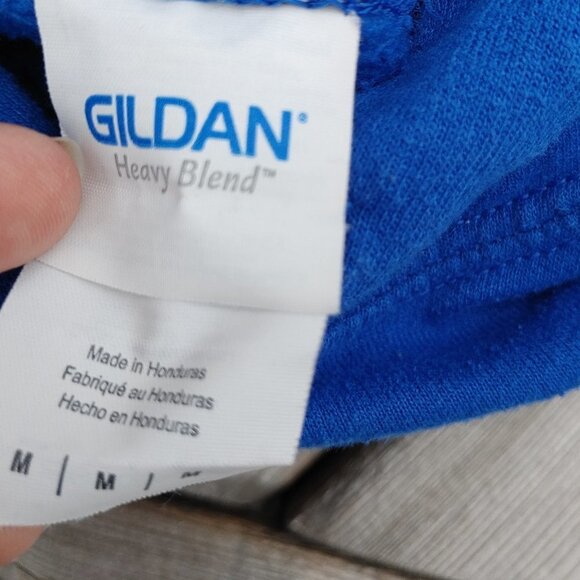 GILDAN®
Heavy Blend™
Made in Honduras
Fabriqué au Honduras
Hecho en Honduras
M | M |